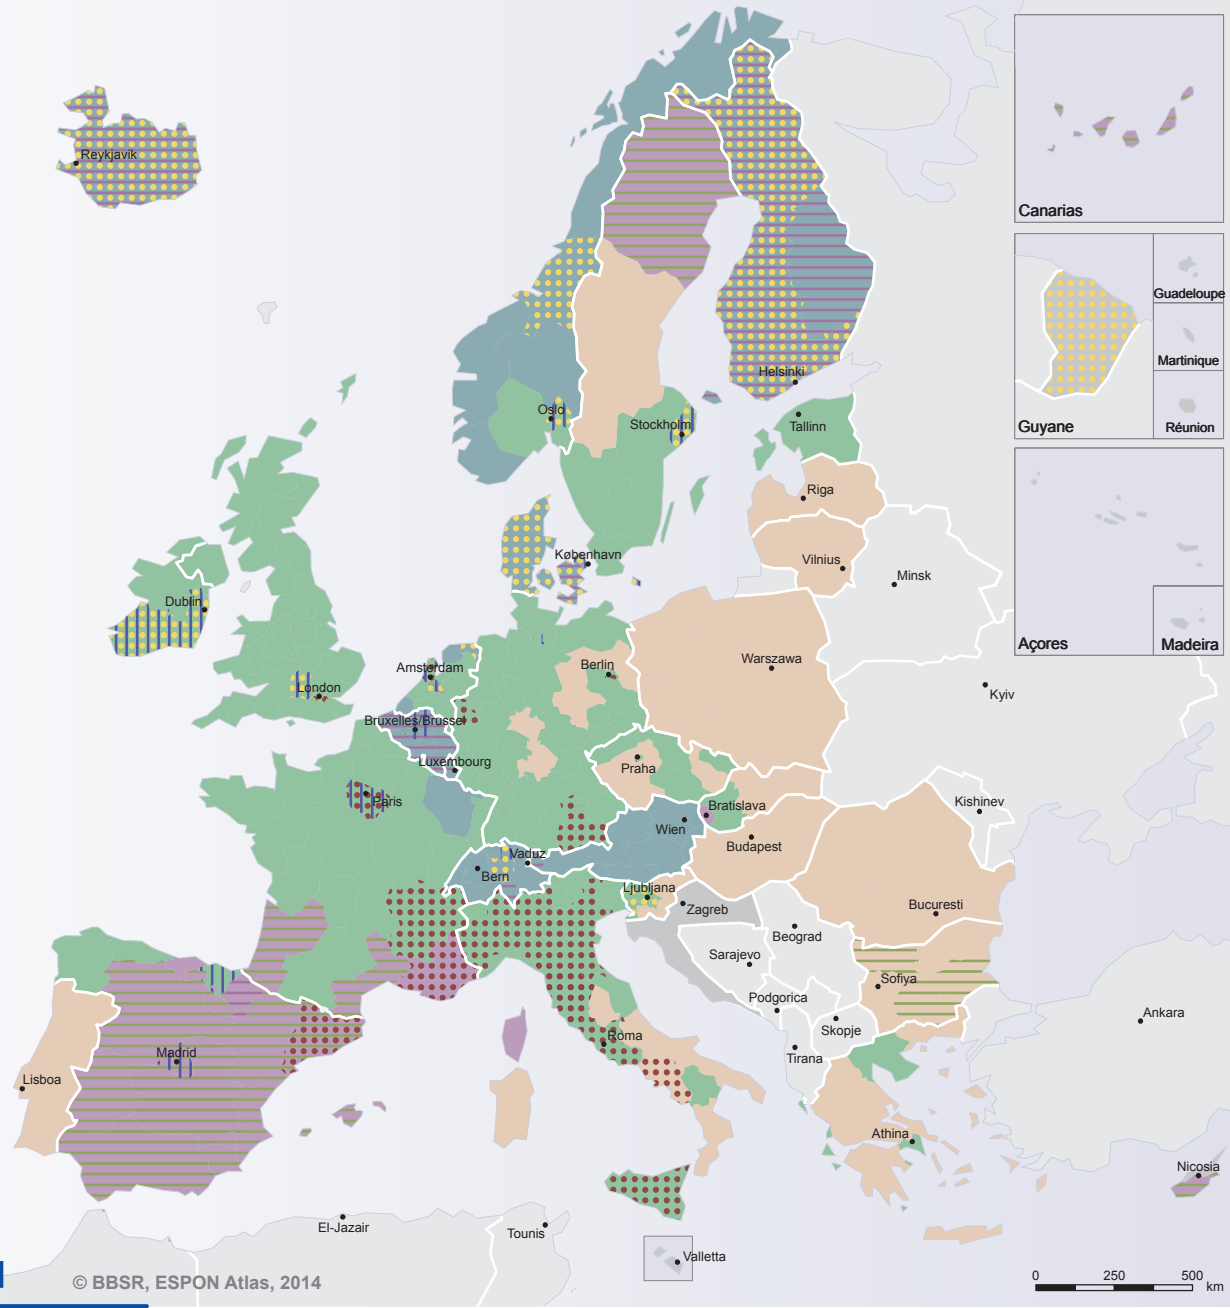 Reykjavik
Canarias
Guadeloupe
Martinique
Guyane
Réunion
Helsinki
Oslo
Stockholm
Tallinn
Riga
København
Vilnius
Minsk
Dublin
Açores
Madeira
Amsterdam
Berlin
Warszawa
London
Kyiv
Bruxelles/Brussel
Luxembourg
Praha
Paris
Bratislava
Kishinev
Wien
Budapest
Vaduz
Bern
Ljubljana
Zagreb
Bucuresti
Beograd
Sarajevo
Sofiya
Podgorica
Ankara
Skopje
Roma
Madrid
Tirana
Lisboa
Athina
Nicosia
El-Jazair
Tounis
Valletta
© BBSR, ESPON Atlas, 2014
0 250 500
km